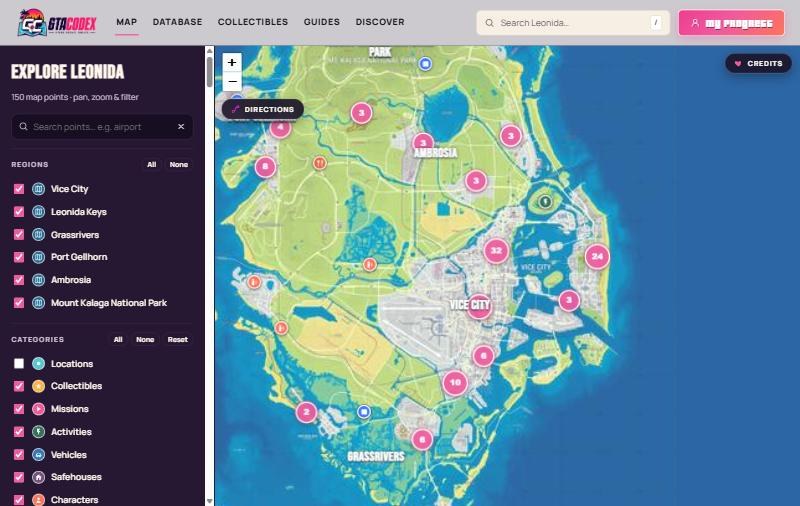 GTACODEX
MAP
DATABASE
COLLECTIBLES
GUIDES
DISCOVER
Search Leonida...
/
MY PROGRESS
EXPLORE LEONIDA
150 map points · pan, zoom & filter
Search points... e.g. airport
REGIONS
All
None
Vice City
Leonida Keys
Grassrivers
Port Gellhorn
Ambrosia
Mount Kalaga National Park
CATEGORIES
All
None
Reset
Locations
Collectibles
Missions
Activities
Vehicles
Safehouses
Characters
+
−
DIRECTIONS
CREDITS
PARK
3
4
3
3
AMBROSIA
8
3
32
24
VICE CITY
3
VICE CITY
6
10
2
6
GRASSRIVERS